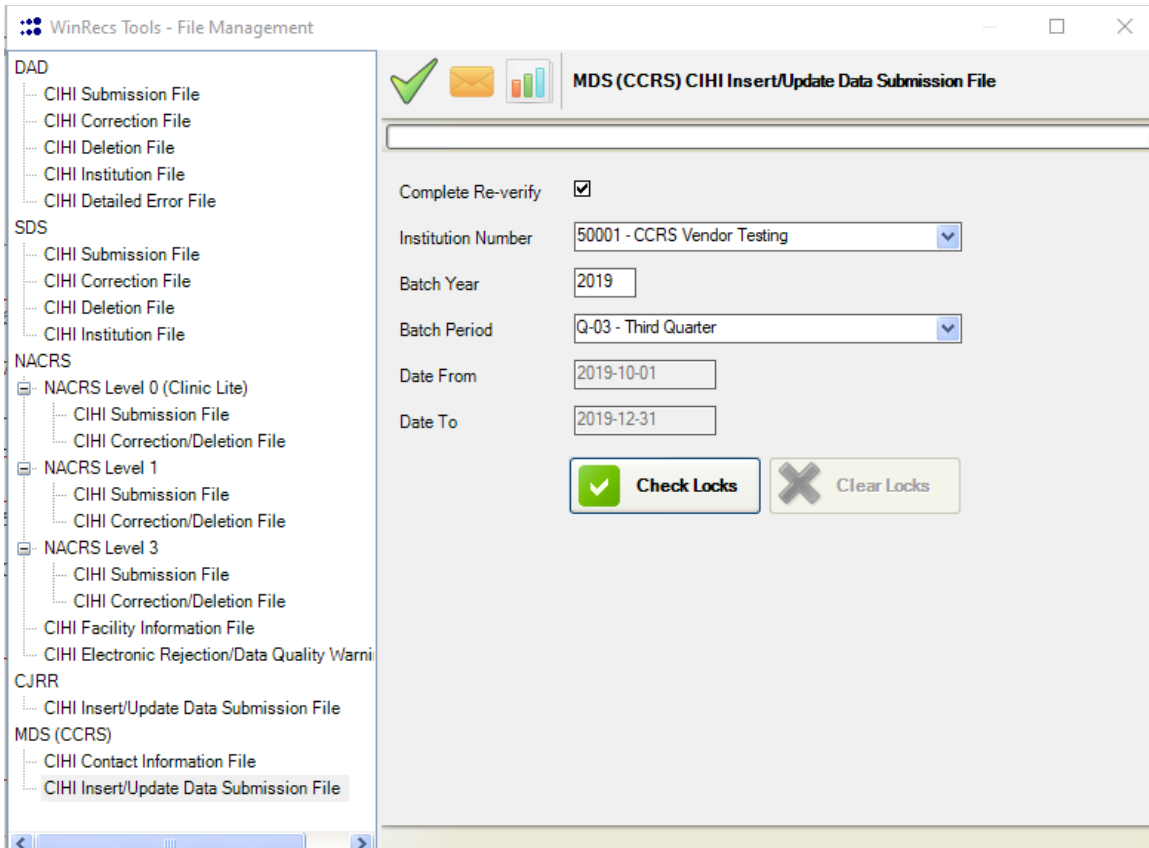 WinRecs Tools - File Management
DAD
CIHI Submission File
CIHI Correction File
CIHI Deletion File
CIHI Institution File
CIHI Detailed Error File
SDS
CIHI Submission File
CIHI Correction File
CIHI Deletion File
CIHI Institution File
NACRS
NACRS Level 0 (Clinic Lite)
CIHI Submission File
CIHI Correction/Deletion File
NACRS Level 1
CIHI Submission File
CIHI Correction/Deletion File
NACRS Level 3
CIHI Submission File
CIHI Correction/Deletion File
CIHI Facility Information File
CIHI Electronic Rejection/Data Quality Warni
CJRR
CIHI Insert/Update Data Submission File
MDS (CCRS)
CIHI Contact Information File
CIHI Insert/Update Data Submission File
MDS (CCRS) CIHI Insert/Update Data Submission File
Complete Re-verify
Institution Number 50001 - CCRS Vendor Testing
Batch Year 2019
Batch Period Q-03 - Third Quarter
Date From 2019-10-01
Date To 2019-12-31
Check Locks Clear Locks